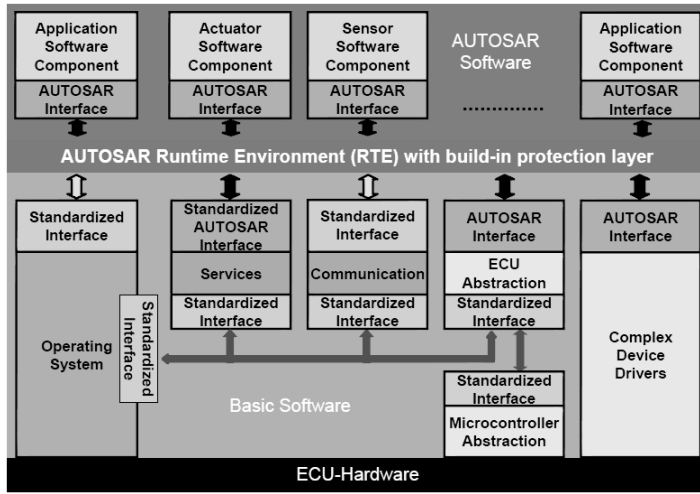 Application
Software
Component
AUTOSAR
Interface
Actuator
Software
Component
AUTOSAR
Interface
Sensor
Software
Component
AUTOSAR
Interface
AUTOSAR
Software
..............
Application
Software
Component
AUTOSAR
Interface
AUTOSAR Runtime Environment (RTE) with build-in protection layer
Standardized
Interface
Operating
System
Standardized
Interface
Standardized
AUTOSAR
Interface
Services
Standardized
Interface
Standardized
Interface
Communication
Standardized
Interface
AUTOSAR
Interface
ECU
Abstraction
Standardized
Interface
Standardized
Interface
Microcontroller
Abstraction
AUTOSAR
Interface
Complex
Device
Drivers
Basic Software
ECU-Hardware